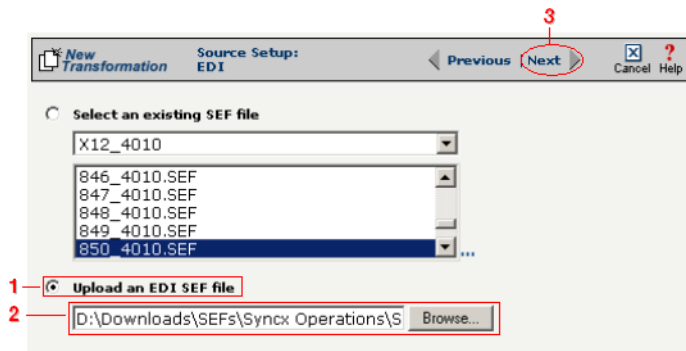 3
New Transformation
Source Setup: EDI
Previous
Next
Cancel
Help
Select an existing SEF file
X12_4010
846_4010.SEF
847_4010.SEF
848_4010.SEF
849_4010.SEF
850_4010.SEF
...
1
Upload an EDI SEF file
2
D:\Downloads\SEFs\Syncx Operations\S
Browse...